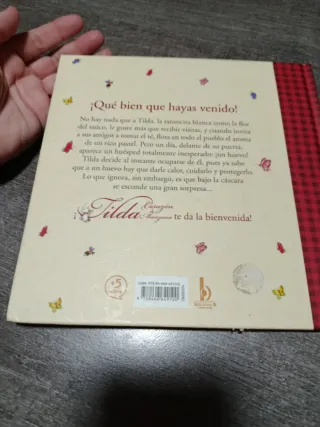 ¡Qué bien que hayas venido!
No hay nada que a Tilda, la ratoncita blanca como la flor
del saúco, le guste más que recibir visitas, y cuando invita
a sus amigos a tomar el té, flota en todo el pueblo el aroma
de un rico pastel. Pero un día, delante de su puerta,
aparece un huésped totalmente inesperado: ¡un huevo!
Tilda decide al instante ocuparse de él, pues ya sabe
que a un huevo hay que darle calor, cuidarlo y protegerlo.
Lo que ignora, sin embargo, es que bajo la cáscara
se esconde una gran sorpresa...
¡Tilda Corazón de Manzana te da la bienvenida!
+5